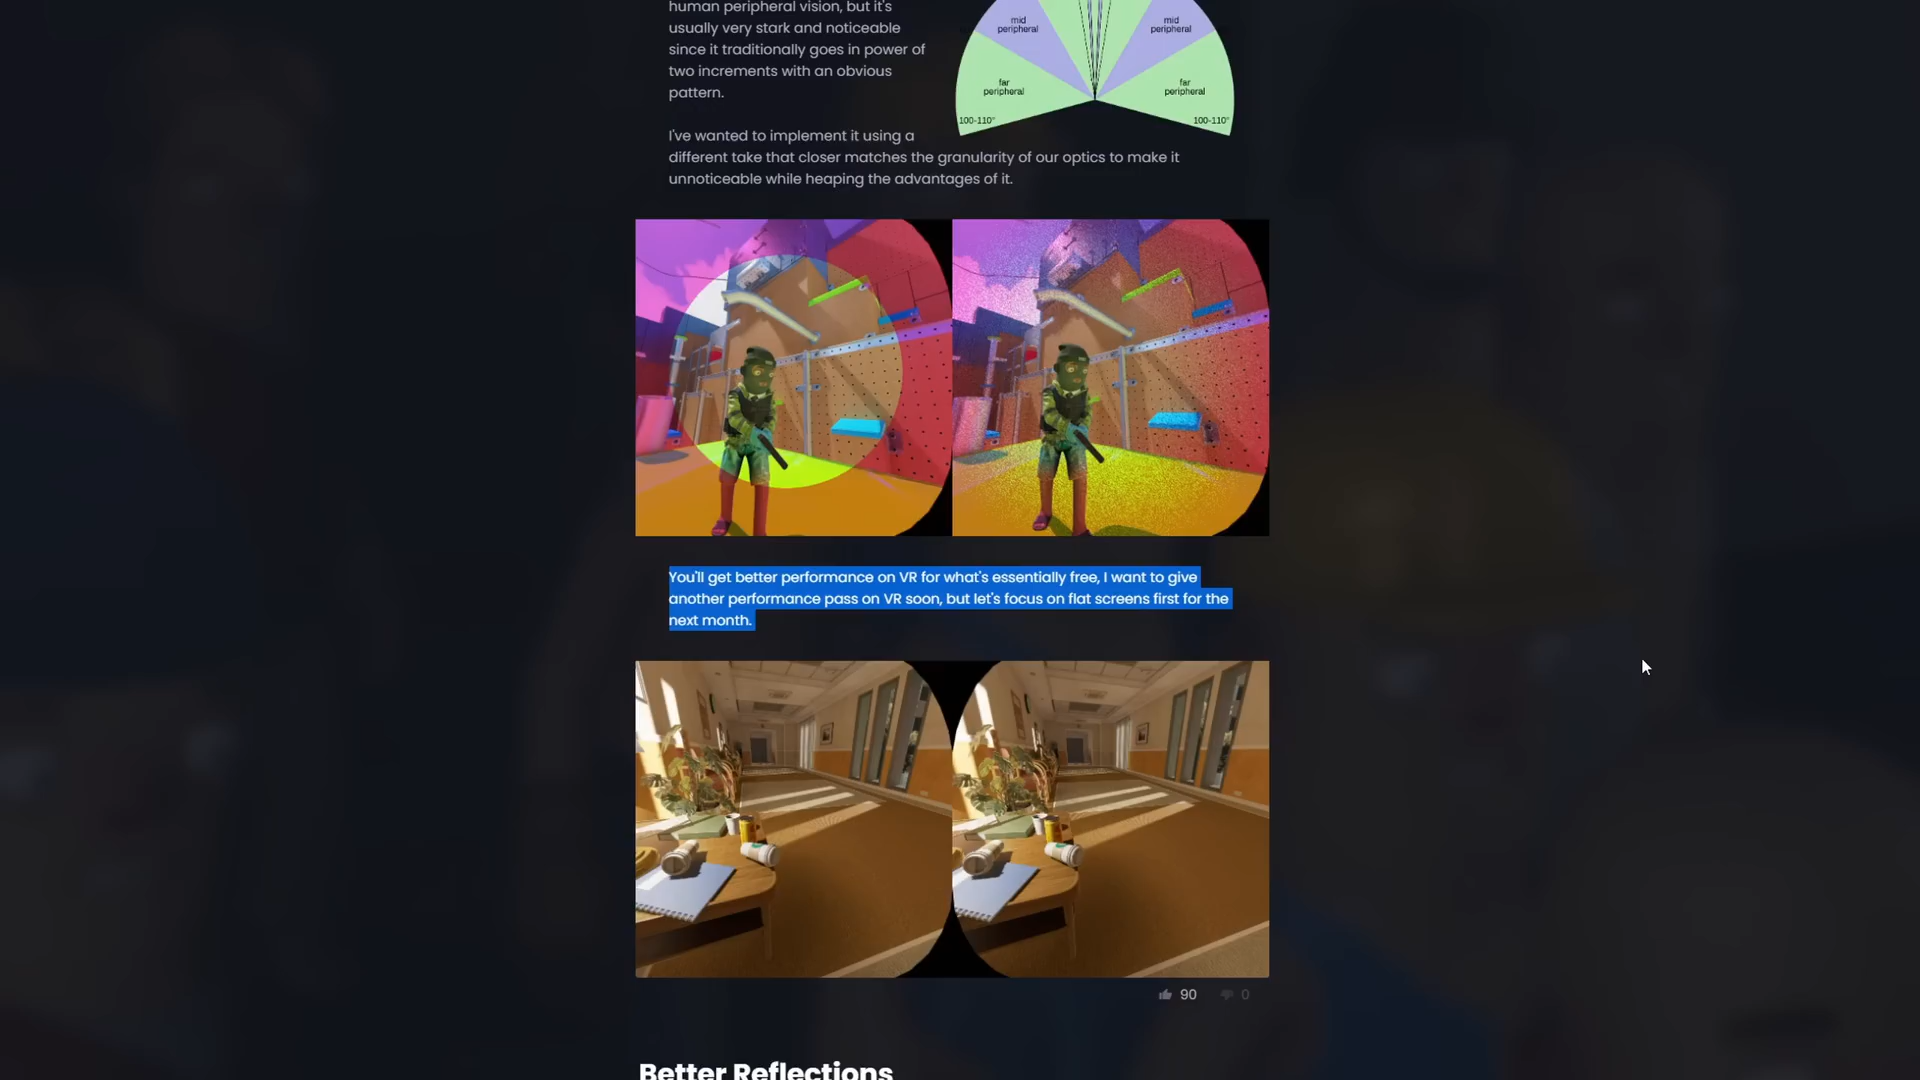 human peripheral vision, but it's
usually very stark and noticeable
since it traditionally goes in power of
two increments with an obvious
pattern.
mid
peripheral
mid
peripheral
far
peripheral
far
peripheral
100-110°
100-110°
I've wanted to implement it using a
different take that closer matches the granularity of our optics to make it
unnoticeable while heaping the advantages of it.
You'll get better performance on VR for what's essentially free, I want to give
another performance pass on VR soon, but let's focus on flat screens first for the
next month.
90
0
Better Reflections